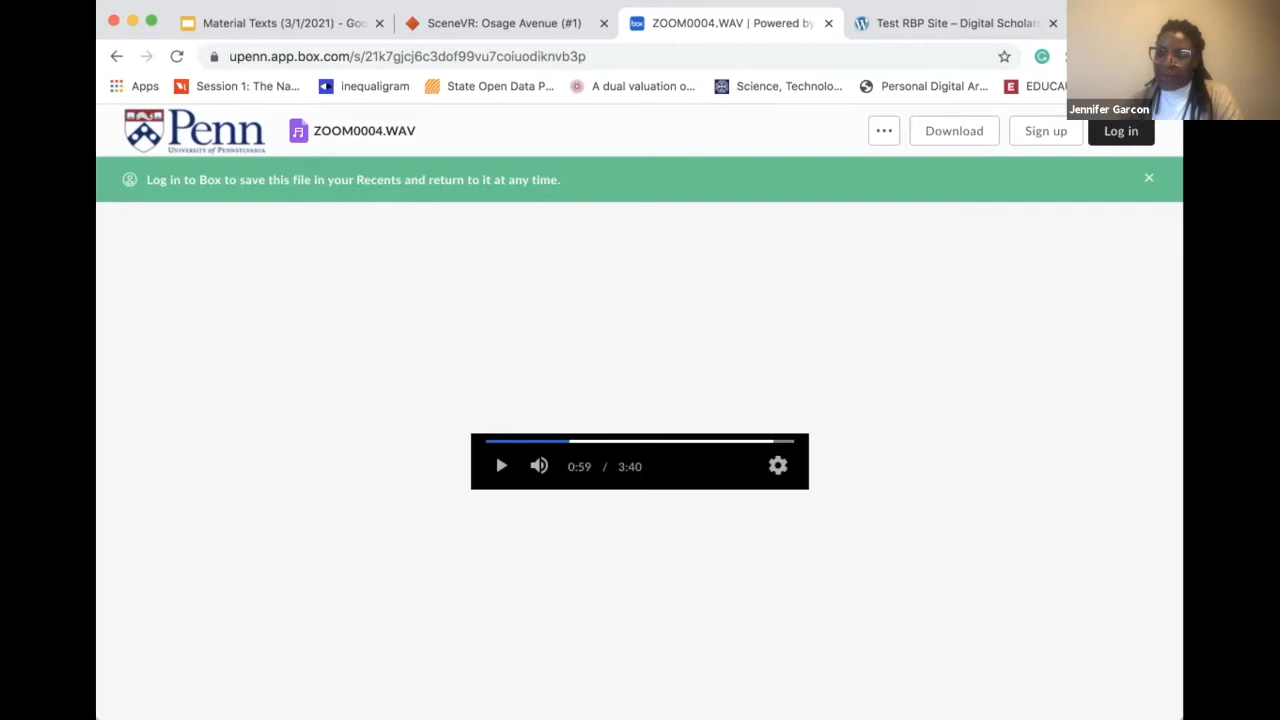 Material Texts (3/1/2021) - Goo
SceneVR: Osage Avenue (#1)
box
ZOOM0004.WAV | Powered by
Test RBP Site – Digital Scholar
upenn.app.box.com/s/21k7gjcj6c3dof99vu7coiuodiknvb3p
Apps
Session 1: The Na...
inequaligram
State Open Data P...
A dual valuation o...
Science, Technolo...
Personal Digital Ar...
E
EDUCA
Jennifer Garcon
Penn
UNIVERSITY of PENNSYLVANIA
ZOOM0004.WAV
Download
Sign up
Log in
Log in to Box to save this file in your Recents and return to it at any time.
0:59 / 3:40